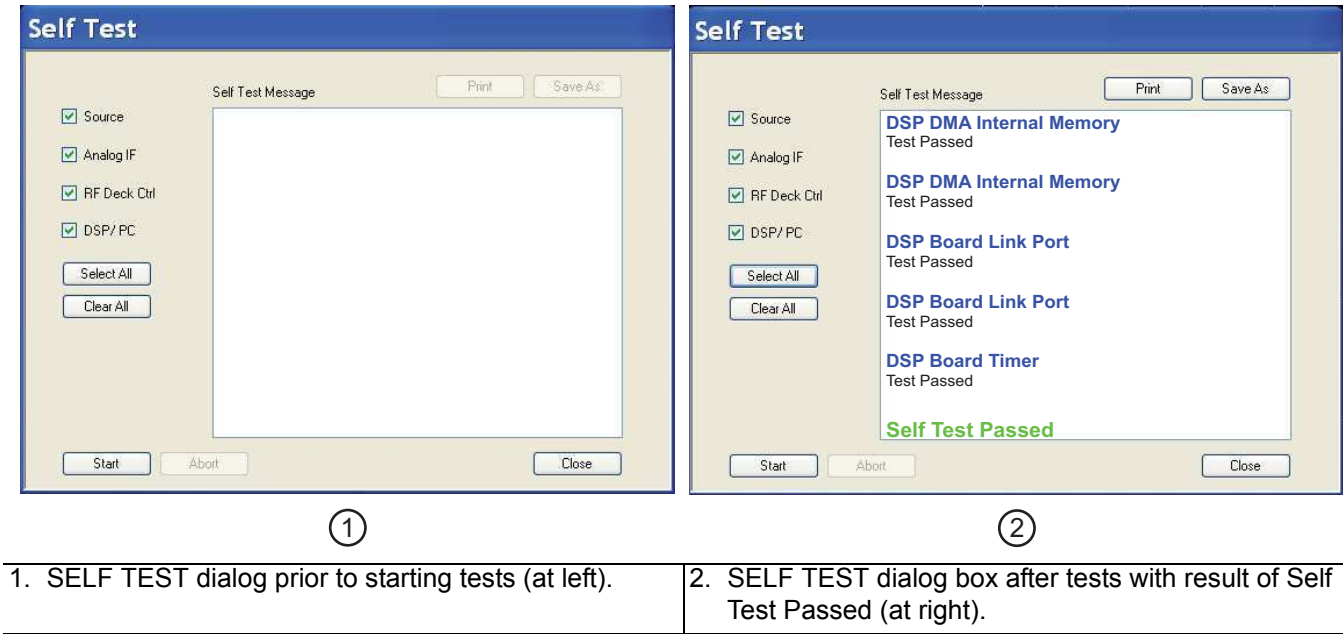 Self Test
Self Test Message
Print
Save As
Source
Analog IF
RF Deck Ctrl
DSP/ PC
Select All
Clear All
Start
Abort
Close
1
Self Test
Self Test Message
Print
Save As
Source
Analog IF
RF Deck Ctrl
DSP/ PC
Select All
Clear All
DSP DMA Internal Memory
Test Passed
DSP DMA Internal Memory
Test Passed
DSP Board Link Port
Test Passed
DSP Board Link Port
Test Passed
DSP Board Timer
Test Passed
Self Test Passed
Start
Abort
Close
2
1. SELF TEST dialog prior to starting tests (at left).
2. SELF TEST dialog box after tests with result of Self
Test Passed (at right).